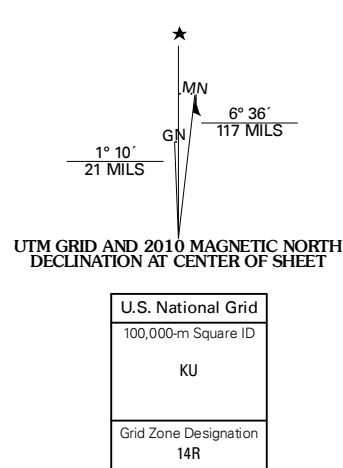 ★
MN
6° 36´
117 MILS
GN
1° 10´
21 MILS
UTM GRID AND 2010 MAGNETIC NORTH
DECLINATION AT CENTER OF SHEET
U.S. National Grid
100,000-m Square ID
KU
Grid Zone Designation
14R